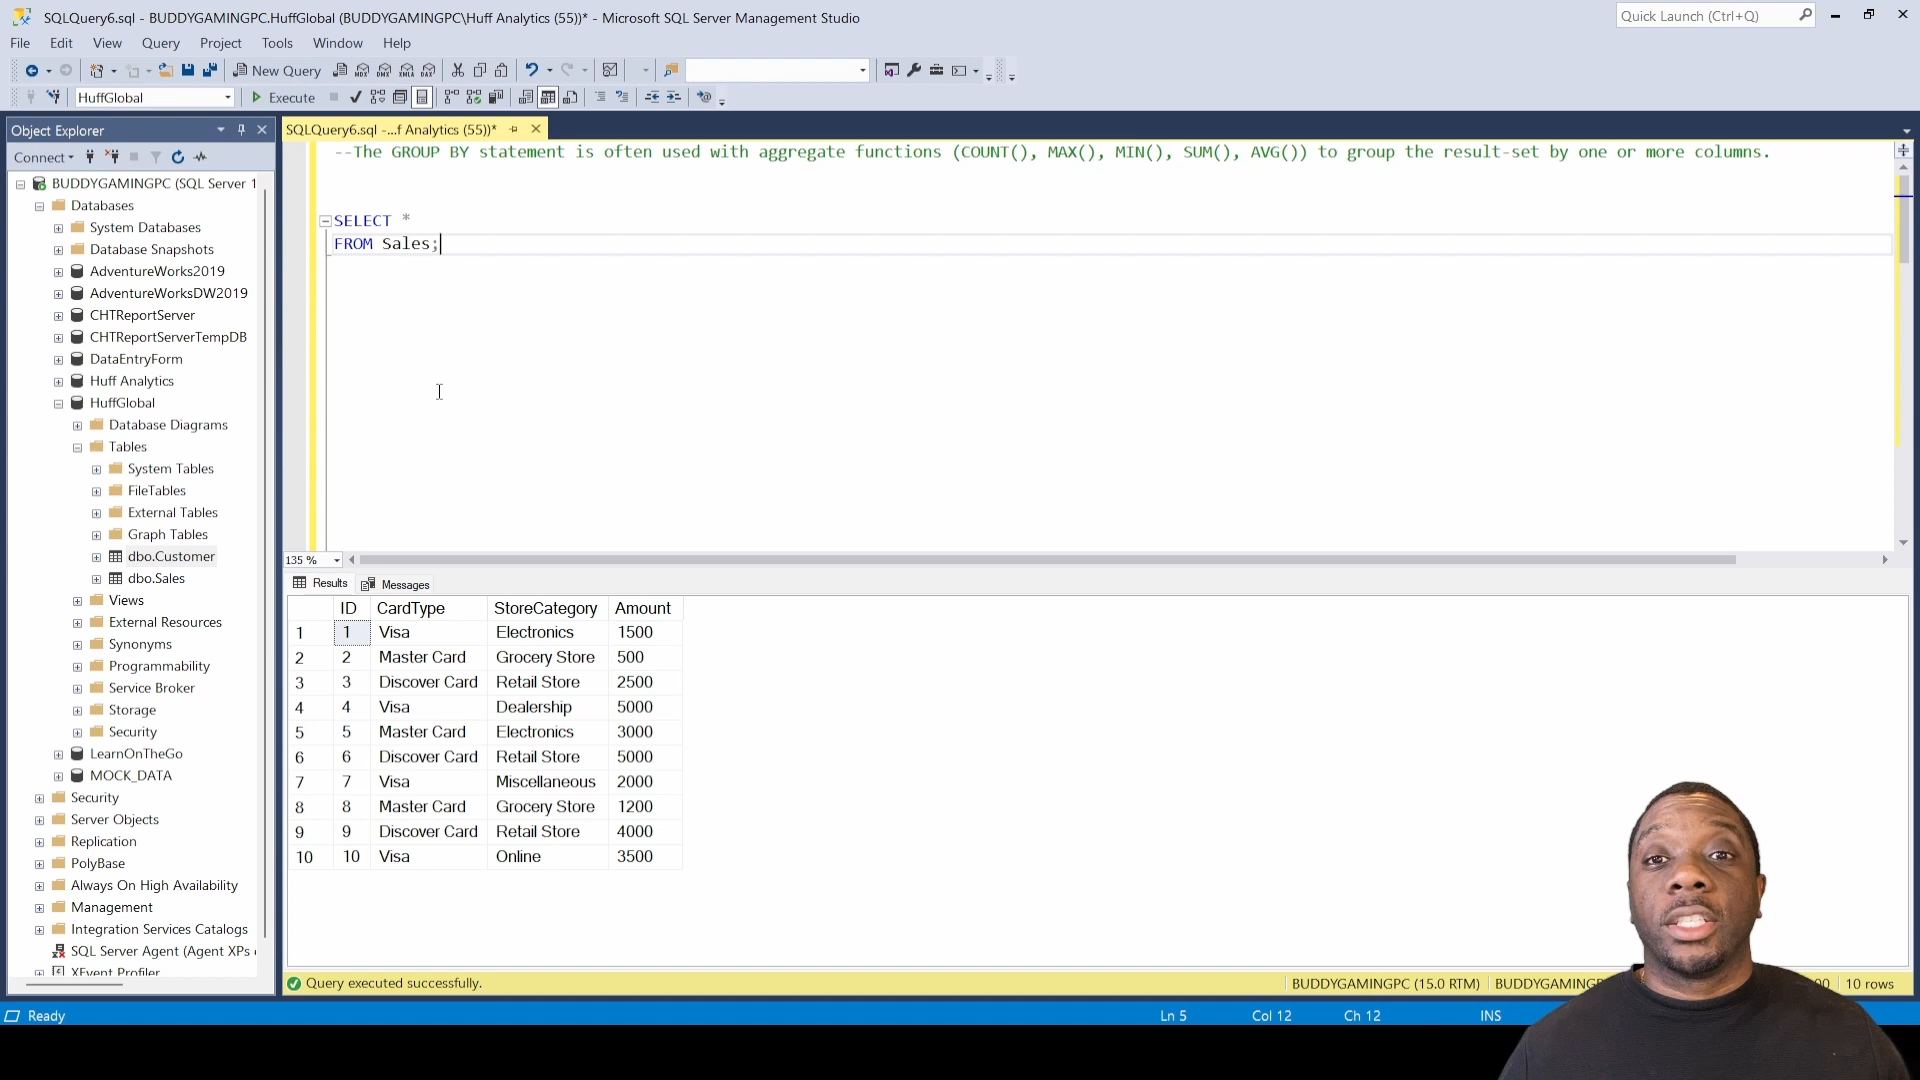 SQLQuery6.sql - BUDDYGAMINGPC.HuffGlobal (BUDDYGAMINGPC\Huff Analytics (55))* - Microsoft SQL Server Management Studio
Quick Launch (Ctrl+Q)
File Edit View Query Project Tools Window Help
New Query MDX DMX XMLA DAX
HuffGlobal Execute
Object Explorer
SQLQuery6.sql -...f Analytics (55))*
Connect
BUDDYGAMINGPC (SQL Server 1
Databases
System Databases
Database Snapshots
AdventureWorks2019
AdventureWorksDW2019
CHTReportServer
CHTReportServerTempDB
DataEntryForm
Huff Analytics
HuffGlobal
Database Diagrams
Tables
System Tables
FileTables
External Tables
Graph Tables
dbo.Customer
dbo.Sales
Views
External Resources
Synonyms
Programmability
Service Broker
Storage
Security
LearnOnTheGo
MOCK_DATA
Security
Server Objects
Replication
PolyBase
Always On High Availability
Management
Integration Services Catalogs
SQL Server Agent (Agent XPs
XEvent Profiler
--The GROUP BY statement is often used with aggregate functions (COUNT(), MAX(), MIN(), SUM(), AVG()) to group the result-set by one or more columns.
SELECT *
FROM Sales;
135 %
Results Messages
ID CardType StoreCategory Amount
1 1 Visa Electronics 1500
2 2 Master Card Grocery Store 500
3 3 Discover Card Retail Store 2500
4 4 Visa Dealership 5000
5 5 Master Card Electronics 3000
6 6 Discover Card Retail Store 5000
7 7 Visa Miscellaneous 2000
8 8 Master Card Grocery Store 1200
9 9 Discover Card Retail Store 4000
10 10 Visa Online 3500
Query executed successfully. BUDDYGAMINGPC (15.0 RTM) BUDDYGAMINGP 00 10 rows
Ready Ln 5 Col 12 Ch 12 INS